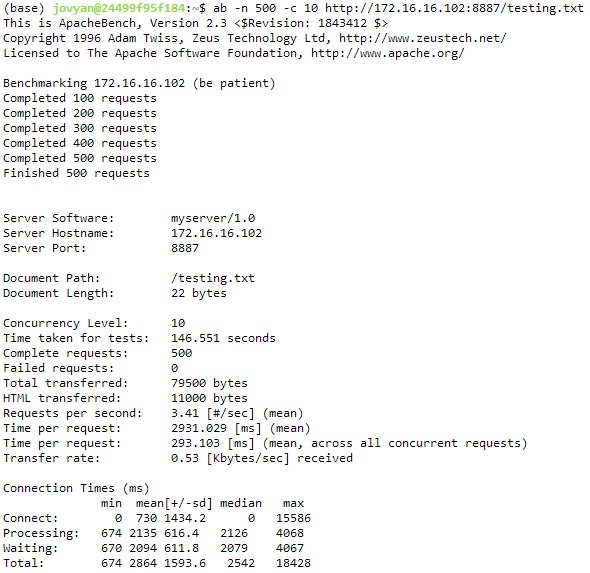 (base) jovyan@24499f95f184:~$ ab -n 500 -c 10 http://172.16.16.102:8887/testing.txt
This is ApacheBench, Version 2.3 <$Revision: 1843412 $>
Copyright 1996 Adam Twiss, Zeus Technology Ltd, http://www.zeustech.net/
Licensed to The Apache Software Foundation, http://www.apache.org/

Benchmarking 172.16.16.102 (be patient)
Completed 100 requests
Completed 200 requests
Completed 300 requests
Completed 400 requests
Completed 500 requests
Finished 500 requests


Server Software:        myserver/1.0
Server Hostname:        172.16.16.102
Server Port:            8887

Document Path:          /testing.txt
Document Length:        22 bytes

Concurrency Level:      10
Time taken for tests:   146.551 seconds
Complete requests:      500
Failed requests:        0
Total transferred:      79500 bytes
HTML transferred:       11000 bytes
Requests per second:    3.41 [#/sec] (mean)
Time per request:       2931.029 [ms] (mean)
Time per request:       293.103 [ms] (mean, across all concurrent requests)
Transfer rate:          0.53 [Kbytes/sec] received

Connection Times (ms)
              min  mean[+/-sd] median   max
Connect:        0  730 1434.2      0   15586
Processing:   674 2135 616.4   2126    4068
Waiting:      670 2094 611.8   2079    4067
Total:        674 2864 1593.6   2542   18428